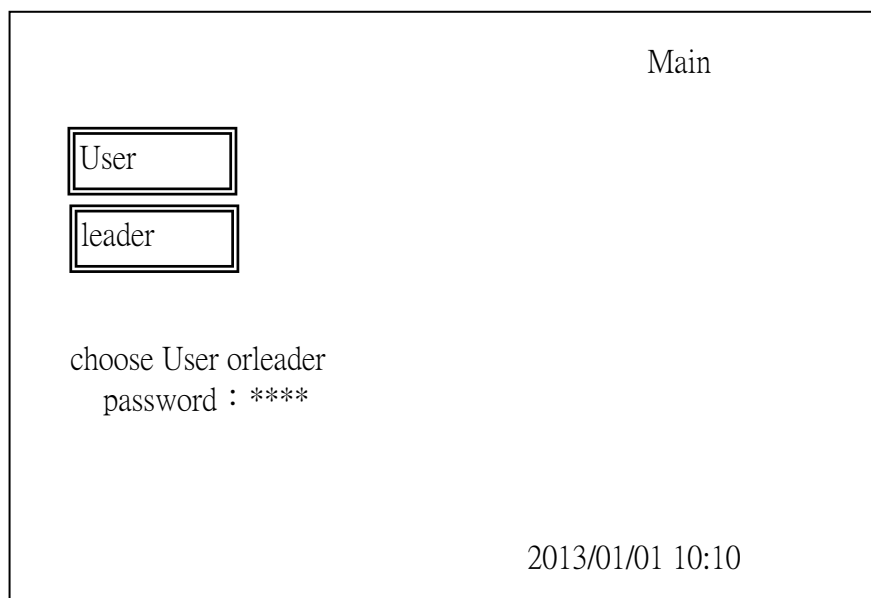 Main
User
leader
choose User orleader
password：****
2013/01/01 10:10